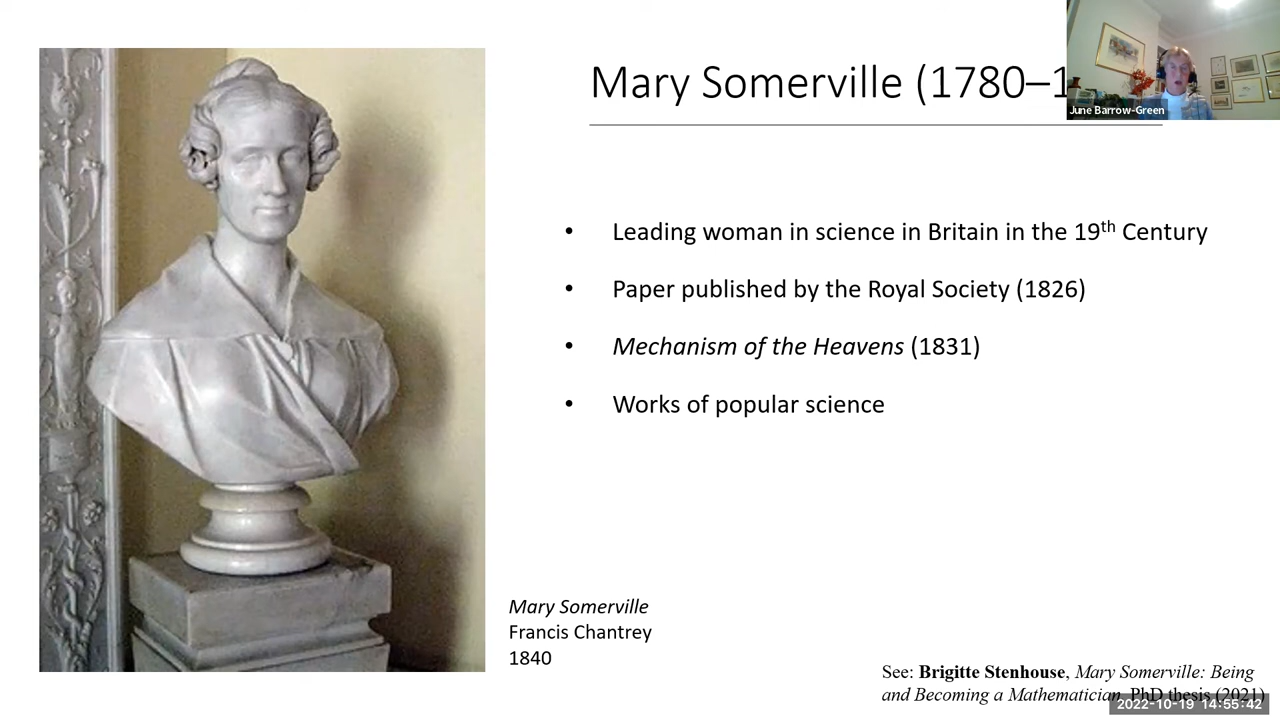 Mary Somerville (1780–1
June Barrow-Green
• Leading woman in science in Britain in the 19th Century
• Paper published by the Royal Society (1826)
• Mechanism of the Heavens (1831)
• Works of popular science
Mary Somerville
Francis Chantrey
1840
See: Brigitte Stenhouse, Mary Somerville: Being
and Becoming a Mathematician, PhD thesis (2021)
2022-10-19 14:55:42